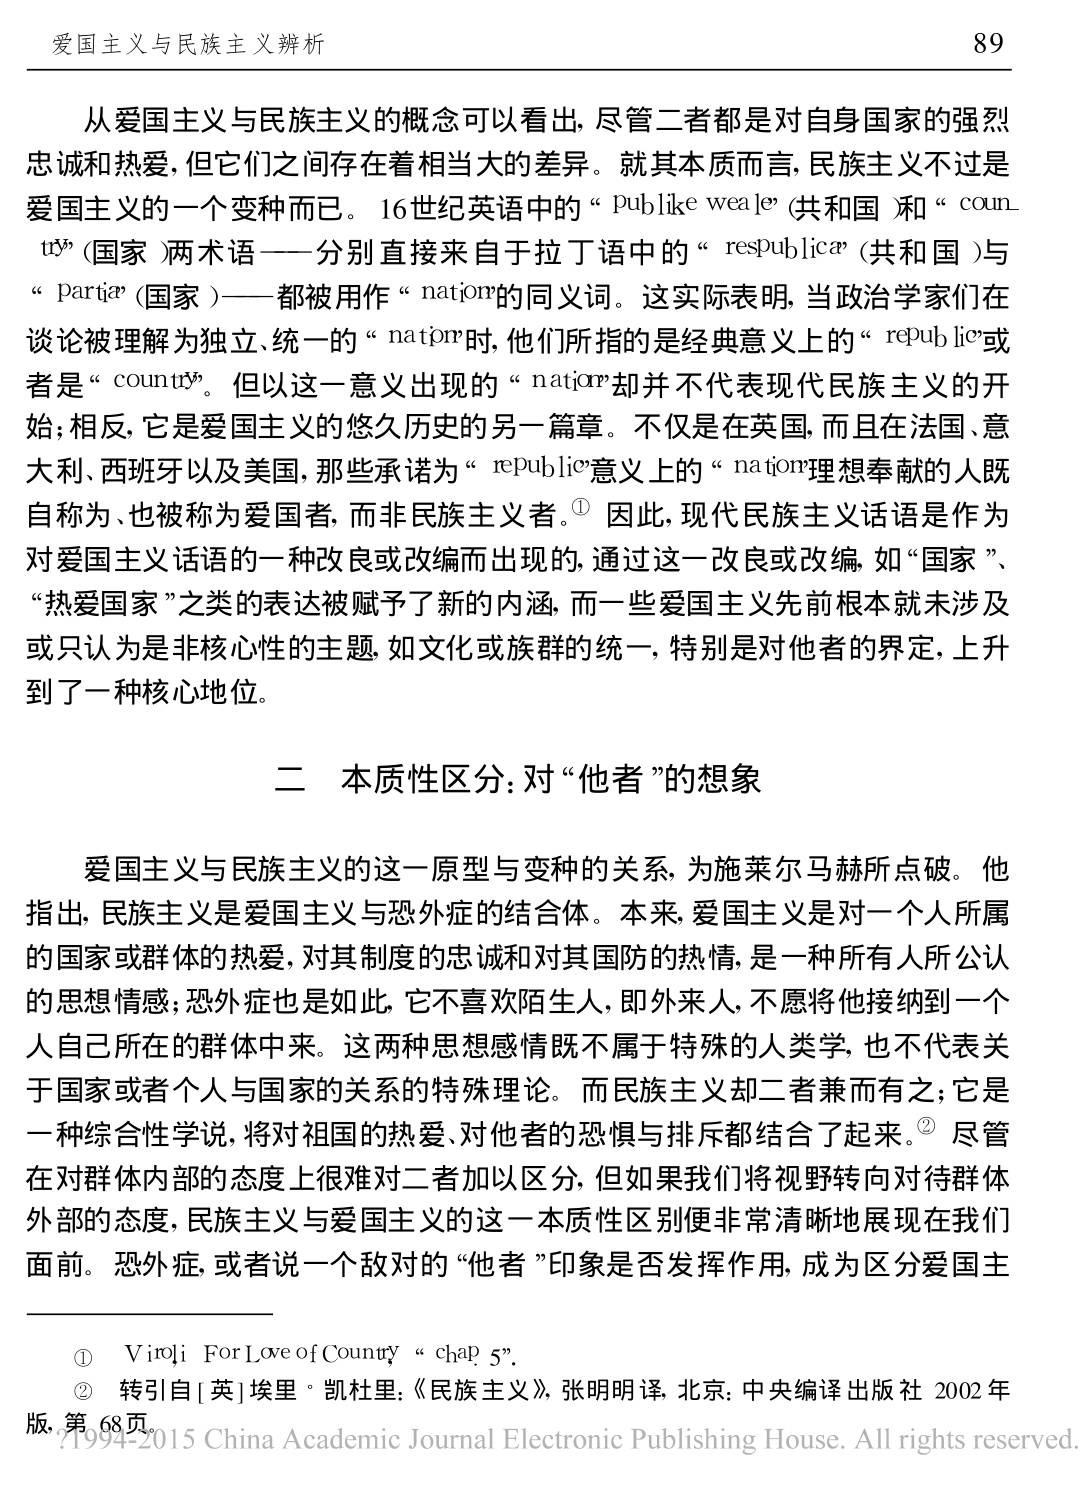 爱国主义与民族主义辨析 89
从爱国主义与民族主义的概念可以看出，尽管二者都是对自身国家的强烈
忠诚和热爱，但它们之间存在着相当大的差异。就其本质而言，民族主义不过是
爱国主义的一个变种而已。16世纪英语中的“publike weale”（共和国）和“coun-
try”（国家）两术语——分别直接来自于拉丁语中的“respublica”（共和国）与
“partia”（国家）——都被用作“nation”的同义词。这实际表明，当政治学家们在
谈论被理解为独立、统一的“nation”时，他们所指的是经典意义上的“republic”或
者是“country”。但以这一意义出现的“nation”却并不代表现代民族主义的开
始；相反，它是爱国主义的悠久历史的另一篇章。不仅是在英国，而且在法国、意
大利、西班牙以及美国，那些承诺为“republic”意义上的“nation”理想奉献的人既
自称为、也被称为爱国者，而非民族主义者。① 因此，现代民族主义话语是作为
对爱国主义话语的一种改良或改编而出现的，通过这一改良或改编，如“国家”、
“热爱国家”之类的表达被赋予了新的内涵，而一些爱国主义先前根本就未涉及
或只认为是非核心性的主题，如文化或族群的统一，特别是对他者的界定，上升
到了一种核心地位。
二 本质性区分：对“他者”的想象
爱国主义与民族主义的这一原型与变种的关系，为施莱尔马赫所点破。他
指出，民族主义是爱国主义与恐外症的结合体。本来，爱国主义是对一个人所属
的国家或群体的热爱，对其制度的忠诚和对其国防的热情，是一种所有人所公认
的思想情感；恐外症也是如此，它不喜欢陌生人，即外来人，不愿将他接纳到一个
人自己所在的群体中来。这两种思想感情既不属于特殊的人类学，也不代表关
于国家或者个人与国家的关系的特殊理论。而民族主义却二者兼而有之；它是
一种综合性学说，将对祖国的热爱、对他者的恐惧与排斥都结合了起来。② 尽管
在对群体内部的态度上很难对二者加以区分，但如果我们将视野转向对待群体
外部的态度，民族主义与爱国主义的这一本质性区别便非常清晰地展现在我们
面前。恐外症，或者说一个敌对的“他者”印象是否发挥作用，成为区分爱国主
① Viroli, For Love of Country, “chap. 5”.
② 转引自[英]埃里。凯杜里：《民族主义》，张明明译，北京：中央编译出版社 2002年
版，第 68页。
?1994-2015 China Academic Journal Electronic Publishing House. All rights reserved.